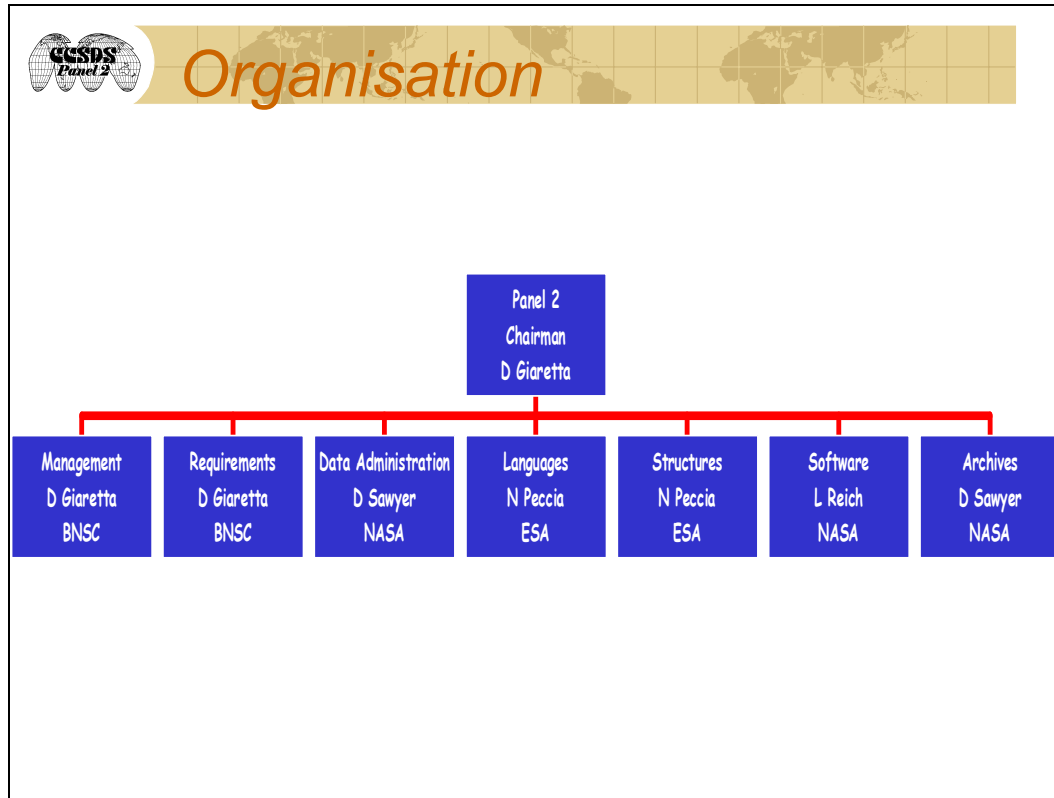 CCSDS
Panel 2
Organisation
Panel 2
Chairman
D Giaretta
Management
D Giaretta
BNSC
Requirements
D Giaretta
BNSC
Data Administration
D Sawyer
NASA
Languages
N Peccia
ESA
Structures
N Peccia
ESA
Software
L Reich
NASA
Archives
D Sawyer
NASA